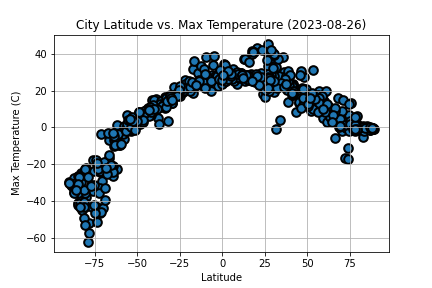 City Latitude vs. Max Temperature (2023-08-26)
Max Temperature (C)
40
20
0
−20
−40
−60
−75 −50 −25 0 25 50 75
Latitude